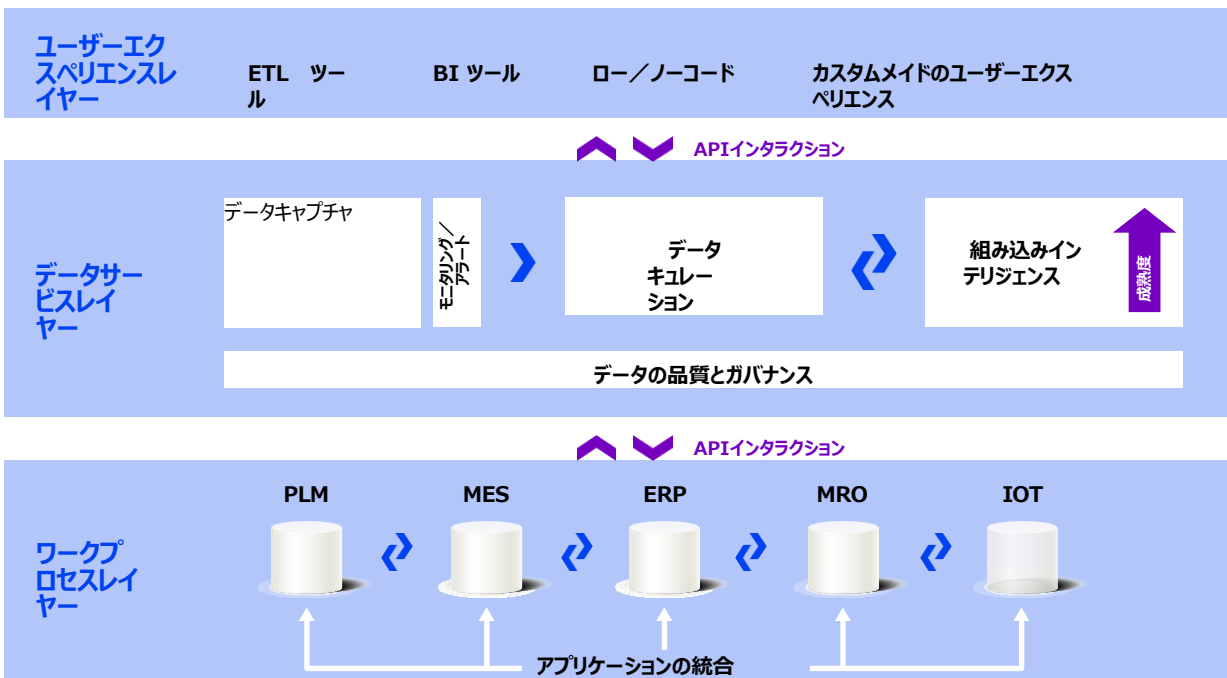 ユーザーエク
スペリエンスレ
イヤー
ETL ツー
ル
BI ツール
ロー／ノーコード
カスタムメイドのユーザーエクス
ペリエンス
APIインタラクション
データサー
ビスレイ
ヤー
データキャプチャ
モニタリング／
アラート
データ
キュレー
ション
組み込みイン
テリジェンス
成熟度
データの品質とガバナンス
APIインタラクション
ワークプ
ロセスレイ
ヤー
PLM
MES
ERP
MRO
IOT
アプリケーションの統合